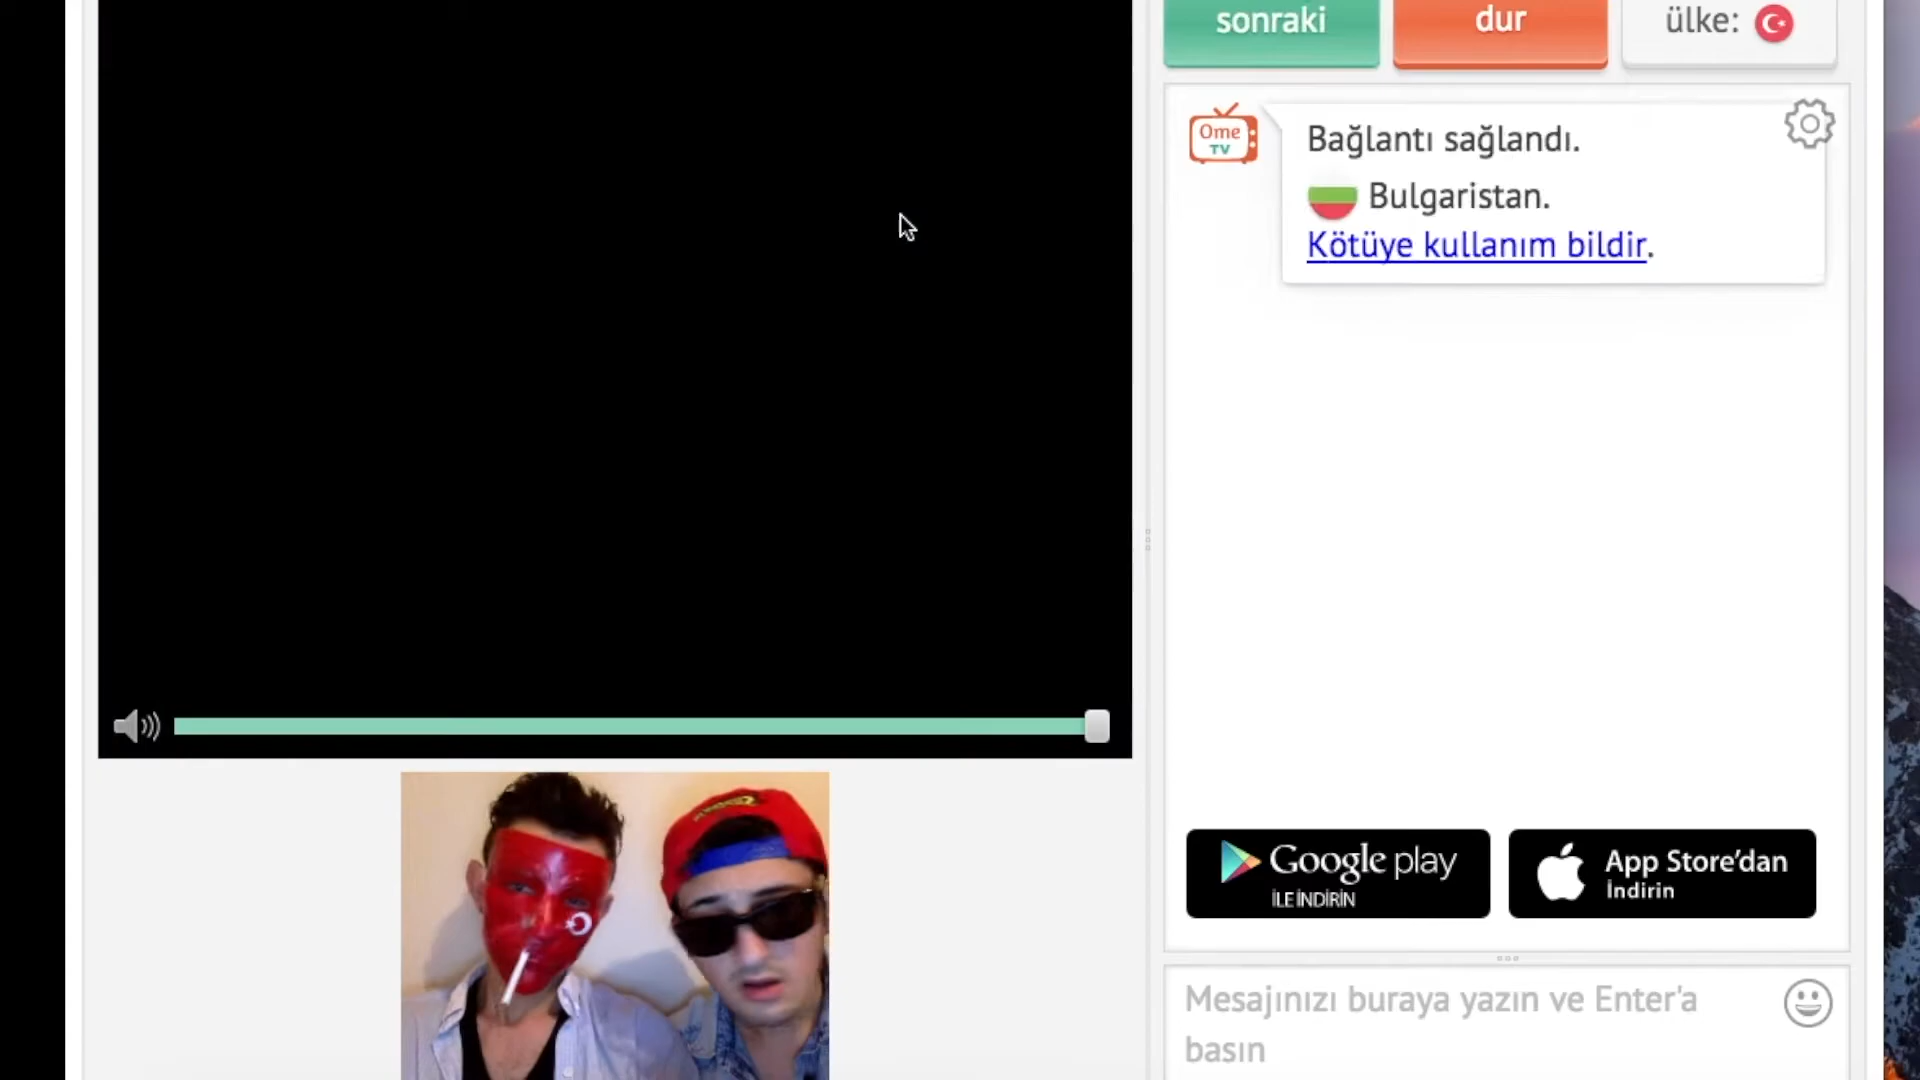 sonraki
dur
ülke:
Ome
TV
Bağlantı sağlandı.
Bulgaristan.
Kötüye kullanım bildir.
Google play
İLE İNDİRİN
App Store'dan
İndirin
Mesajınızı buraya yazın ve Enter'a
basın